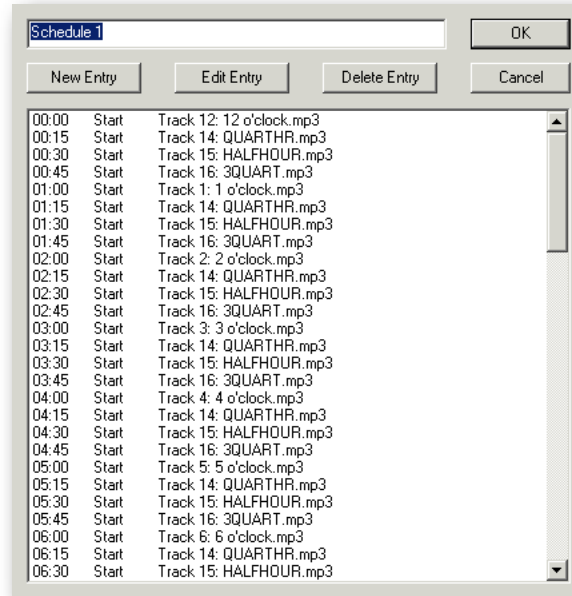 Schedule 1 OK
New Entry Edit Entry Delete Entry Cancel
00:00 Start Track 12: 12 o'clock.mp3
00:15 Start Track 14: QUARTHR.mp3
00:30 Start Track 15: HALFHOUR.mp3
00:45 Start Track 16: 3QUART.mp3
01:00 Start Track 1: 1 o'clock.mp3
01:15 Start Track 14: QUARTHR.mp3
01:30 Start Track 15: HALFHOUR.mp3
01:45 Start Track 16: 3QUART.mp3
02:00 Start Track 2: 2 o'clock.mp3
02:15 Start Track 14: QUARTHR.mp3
02:30 Start Track 15: HALFHOUR.mp3
02:45 Start Track 16: 3QUART.mp3
03:00 Start Track 3: 3 o'clock.mp3
03:15 Start Track 14: QUARTHR.mp3
03:30 Start Track 15: HALFHOUR.mp3
03:45 Start Track 16: 3QUART.mp3
04:00 Start Track 4: 4 o'clock.mp3
04:15 Start Track 14: QUARTHR.mp3
04:30 Start Track 15: HALFHOUR.mp3
04:45 Start Track 16: 3QUART.mp3
05:00 Start Track 5: 5 o'clock.mp3
05:15 Start Track 14: QUARTHR.mp3
05:30 Start Track 15: HALFHOUR.mp3
05:45 Start Track 16: 3QUART.mp3
06:00 Start Track 6: 6 o'clock.mp3
06:15 Start Track 14: QUARTHR.mp3
06:30 Start Track 15: HALFHOUR.mp3